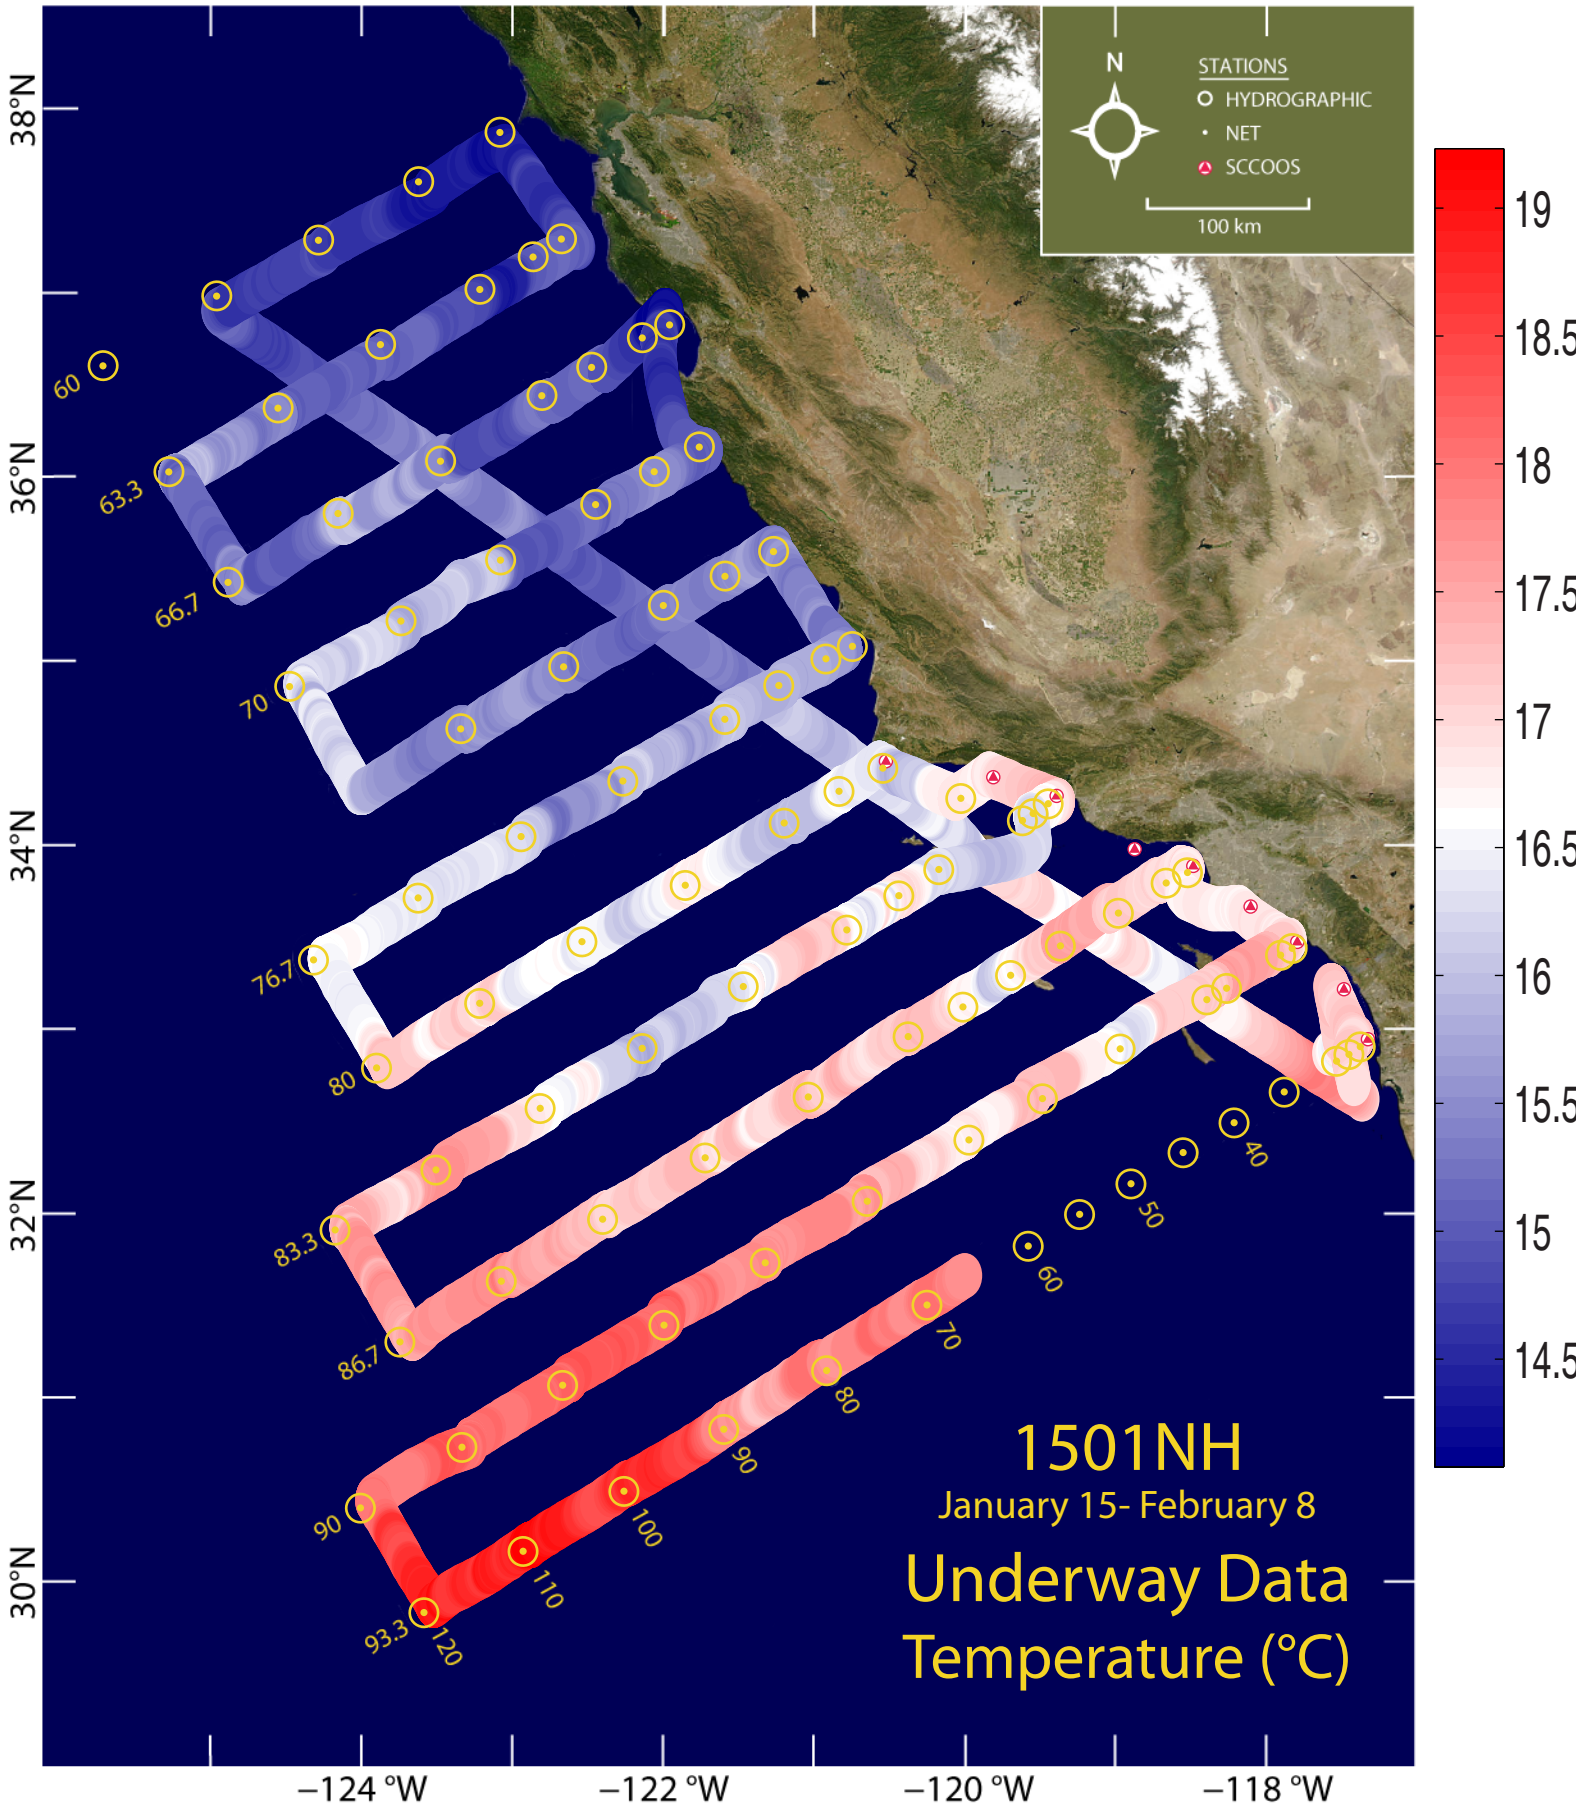 N
STATIONS
HYDROGRAPHIC
NET
SCCOOS
100 km
38°N
36°N
34°N
32°N
30°N
60
63.3
66.7
70
76.7
80
83.3
86.7
90
93.3
40
50
60
70
80
90
100
110
120
19
18.5
18
17.5
17
16.5
16
15.5
15
14.5
1501NH
January 15- February 8
Underway Data
Temperature (°C)
−124 °W
−122 °W
−120 °W
−118 °W